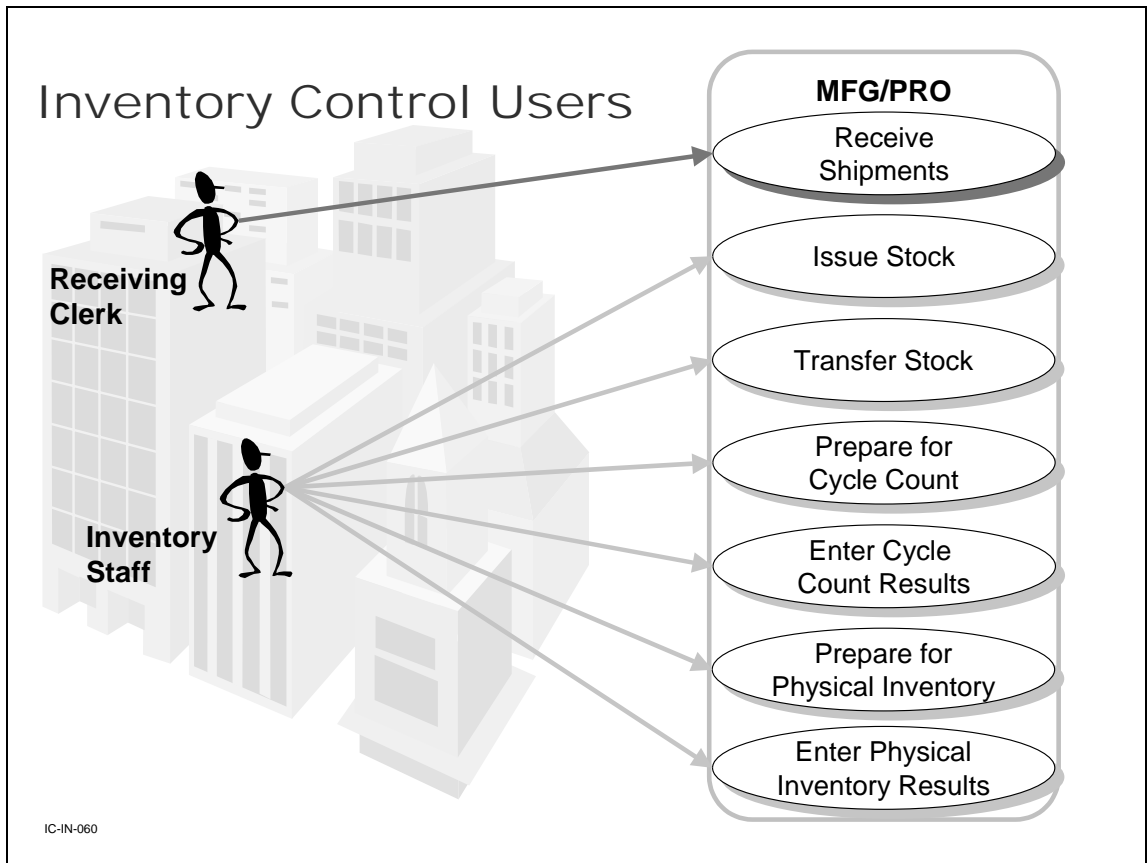 Inventory Control Users
MFG/PRO
Receive
Shipments
Issue Stock
Transfer Stock
Prepare for
Cycle Count
Enter Cycle
Count Results
Prepare for
Physical Inventory
Enter Physical
Inventory Results
Receiving
Clerk
Inventory
Staff
IC-IN-060